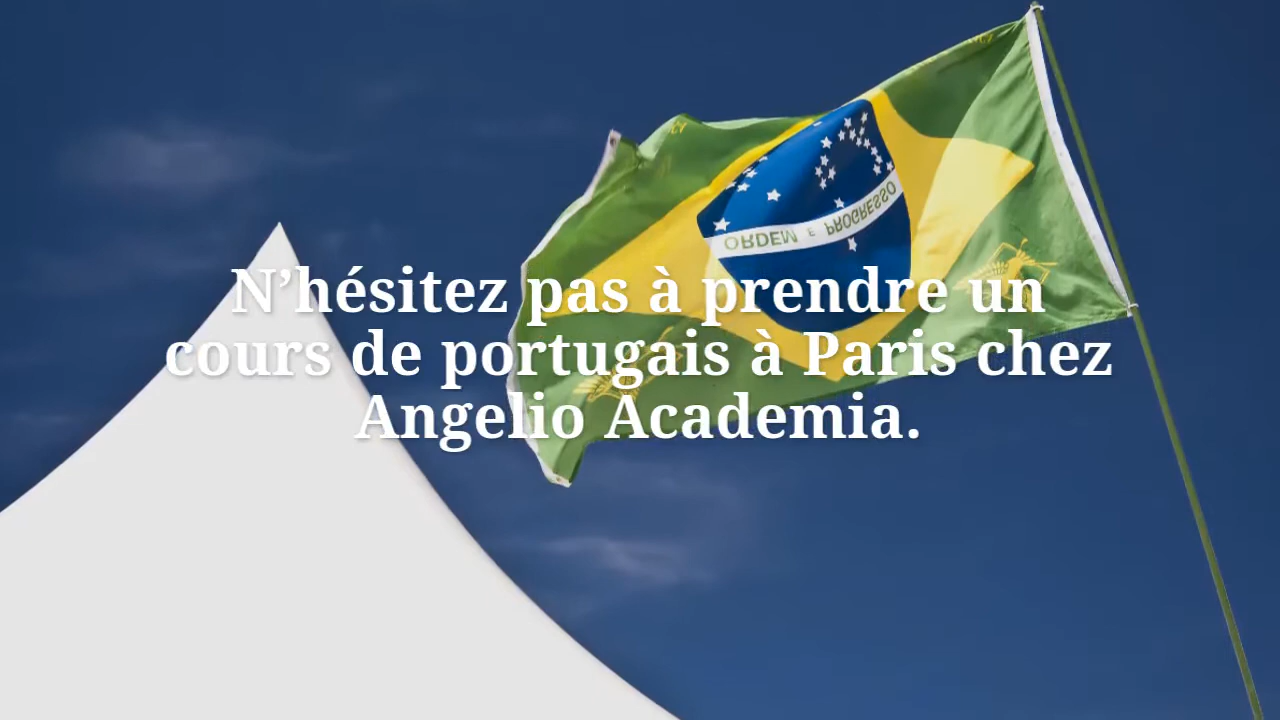 ORDEM E PROGRESSO
N’hésitez pas à prendre un
cours de portugais à Paris chez
Angelio Academia.